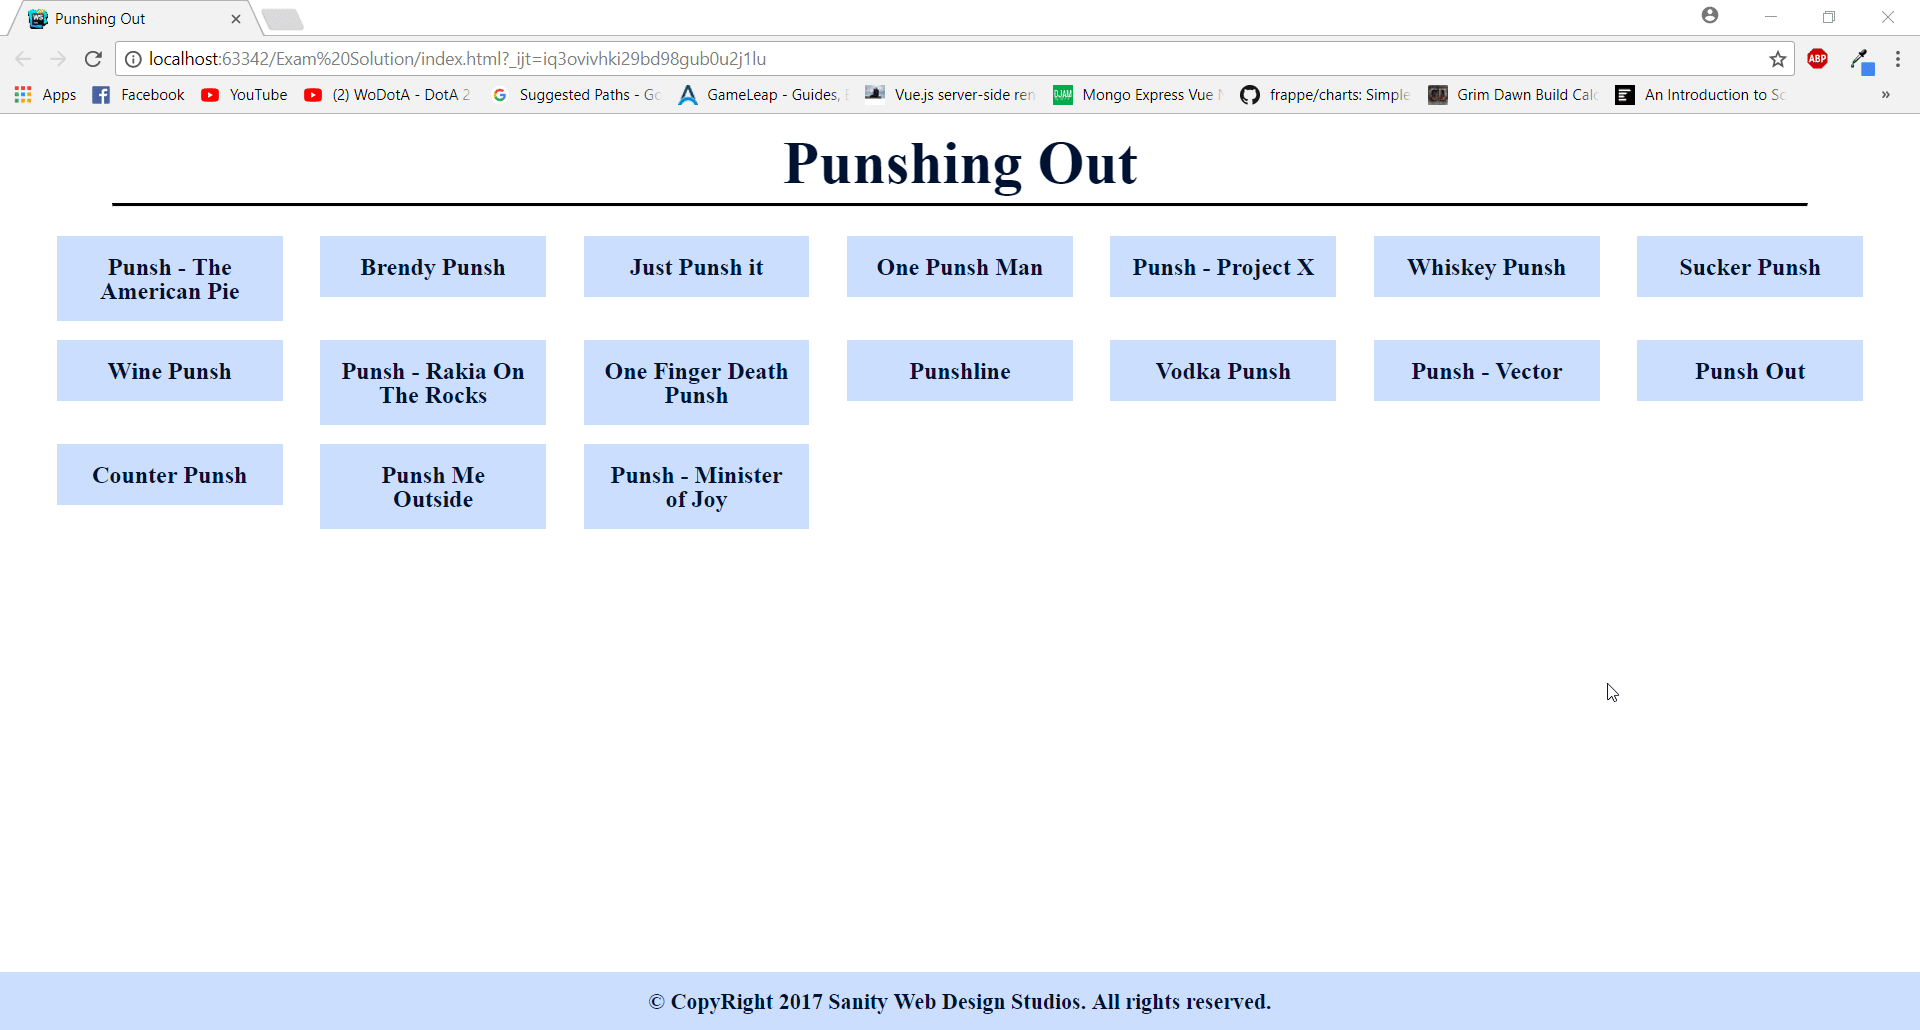 Punshing Out
localhost:63342/Exam%20Solution/index.html?_ijt=iq3ovivhki29bd98gub0u2j1lu
ABP
Apps Facebook YouTube (2) WoDotA - DotA 2 Suggested Paths - Go GameLeap - Guides, Vue.js server-side ren Mongo Express Vue Grim Dawn Build Calc frappe/charts: Simple An Introduction to Sc »
Punshing Out
Punsh - The
American Pie
Brendy Punsh
Just Punsh it
One Punsh Man
Punsh - Project X
Whiskey Punsh
Sucker Punsh
Wine Punsh
Punsh - Rakia On
The Rocks
One Finger Death
Punsh
Punshline
Vodka Punsh
Punsh - Vector
Punsh Out
Counter Punsh
Punsh Me
Outside
Punsh - Minister
of Joy
© CopyRight 2017 Sanity Web Design Studios. All rights reserved.